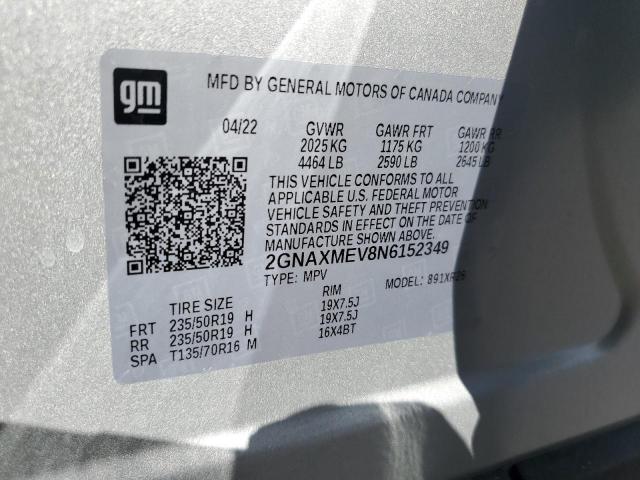 gm
MFD BY GENERAL MOTORS OF CANADA COMPANY
04/22 GVWR GAWR FRT GAWR RR
2025 KG 1175 KG 1200 KG
4464 LB 2590 LB 2645 LB
THIS VEHICLE CONFORMS TO ALL
APPLICABLE U.S. FEDERAL MOTOR
VEHICLE SAFETY AND THEFT PREVENTION
STANDARDS IN EFFECT ON THE DATE OF
MANUFACTURE SHOWN ABOVE.
2GNAXMEV8N6152349
TYPE: MPV MODEL:
TIRE SIZE RIM
FRT 235/50R19 H 19X7.5J
RR 235/50R19 H 19X7.5J
SPA T135/70R16 M 16X4BT